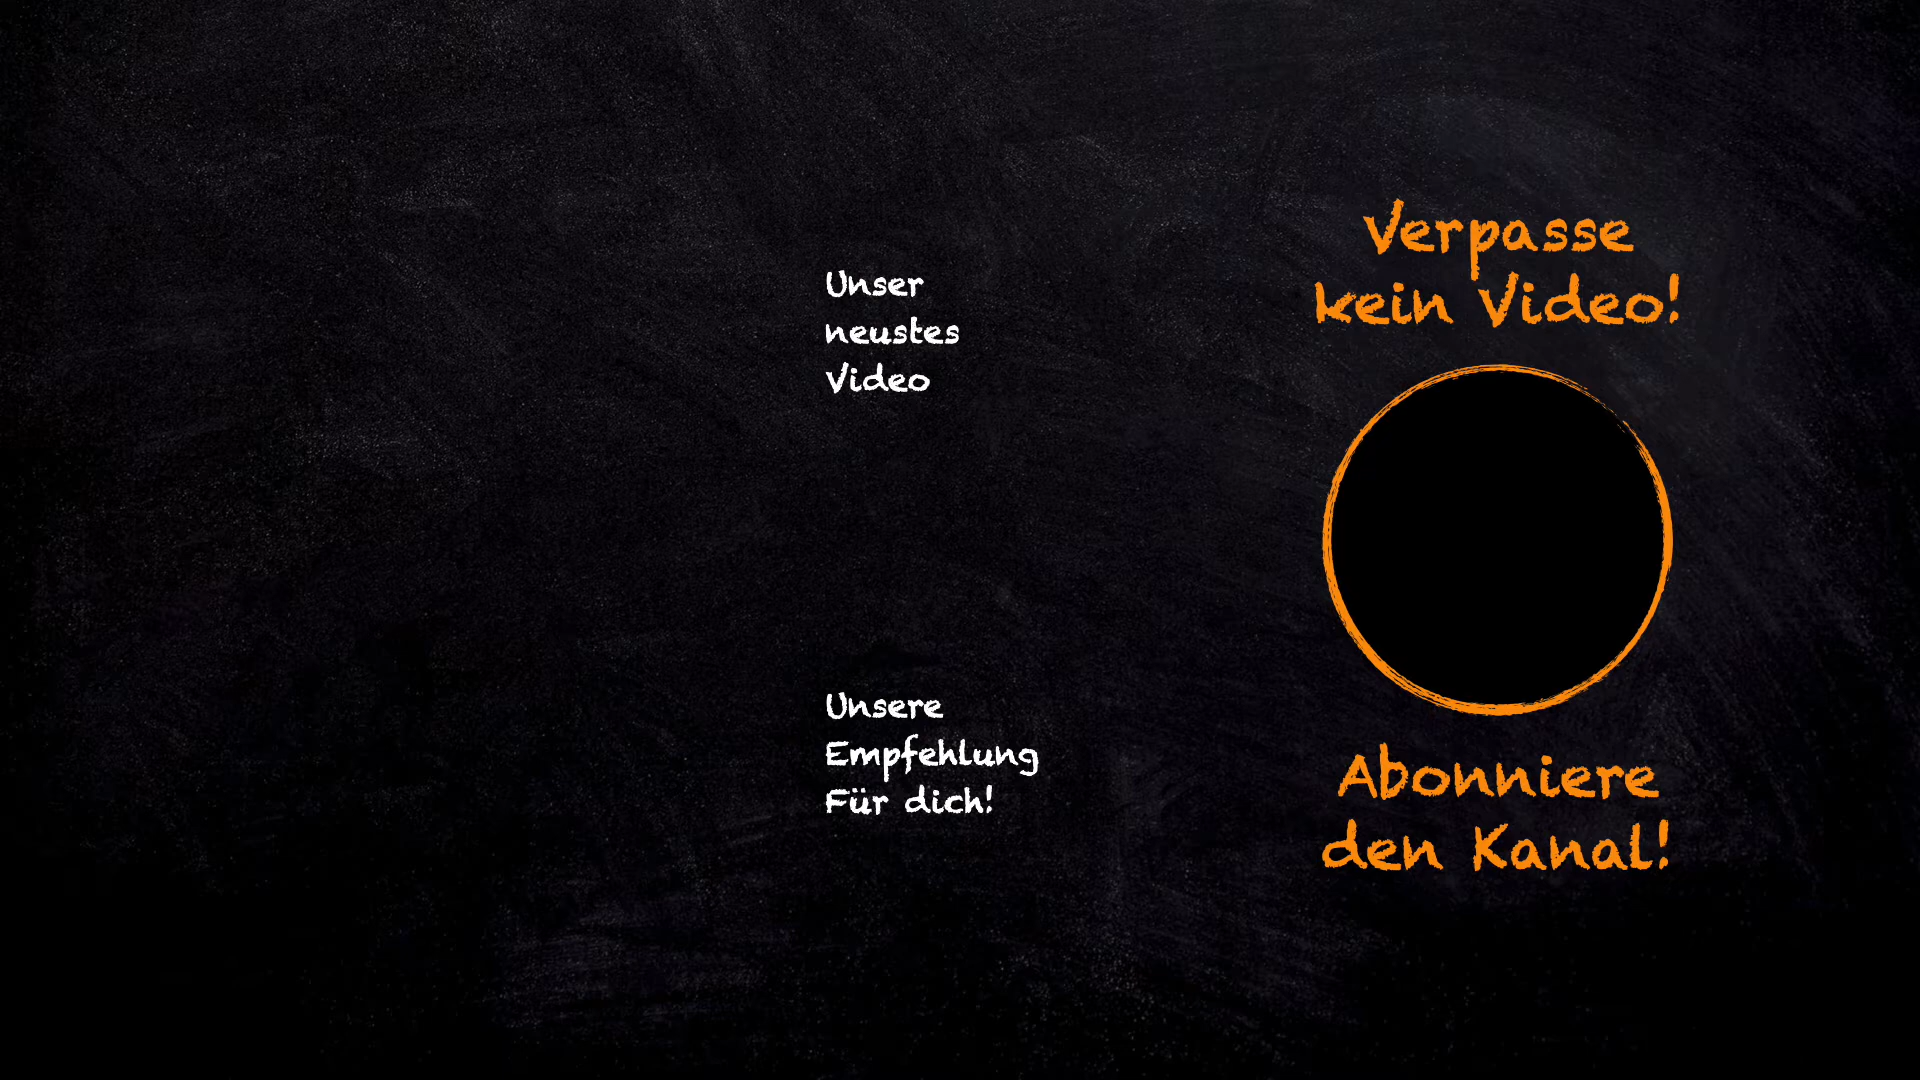 Unser
neustes
Video
Unsere
Empfehlung
Für dich!
Verpasse
kein Video!
Abonniere
den Kanal!